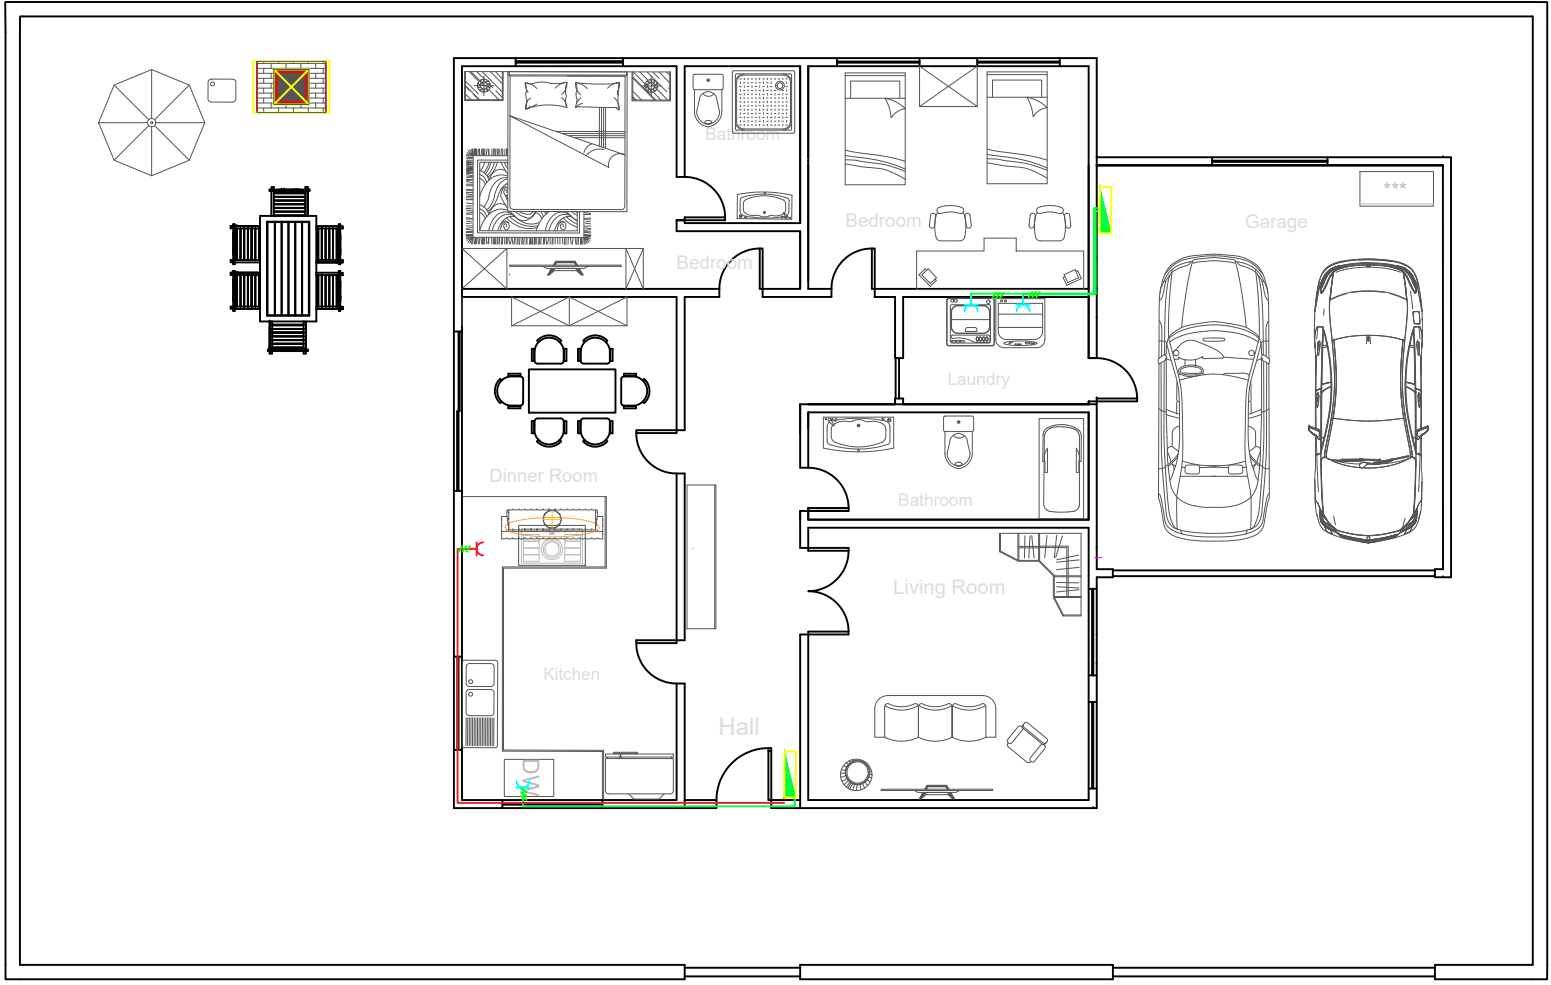 Bathroom
Bedroom
Garage
***
Bedroom
Laundry
Dinner Room
Bathroom
Living Room
Kitchen
Hall
DW